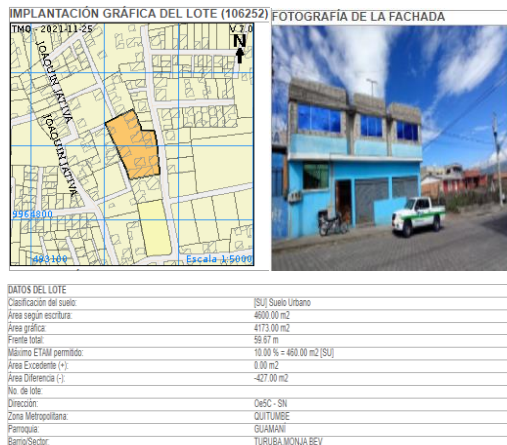 IMPLANTACIÓN GRÁFICA DEL LOTE (106252)
FOTOGRAFÍA DE LA FACHADA
TMQ - 2021-11-25
V 2.0
N
JOAQUIN JATIVA
JOAQUIN JATIVA
9964800
493100
Escala 1:5000
DATOS DEL LOTE
Clasificación del suelo: [SU] Suelo Urbano
Área según escritura: 4600.00 m2
Área gráfica: 4173.00 m2
Frente total: 59.67 m
Máximo ETAM permitido: 10.00 % = 460.00 m2 [SU]
Área Excedente (+): 0.00 m2
Área Diferencia (-): -427.00 m2
No. de lote:
Dirección: Oe5C - SN
Zona Metropolitana: QUITUMBE
Parroquia: GUAMANÍ
Barrio/Sector: TURUBA MONJA BEV